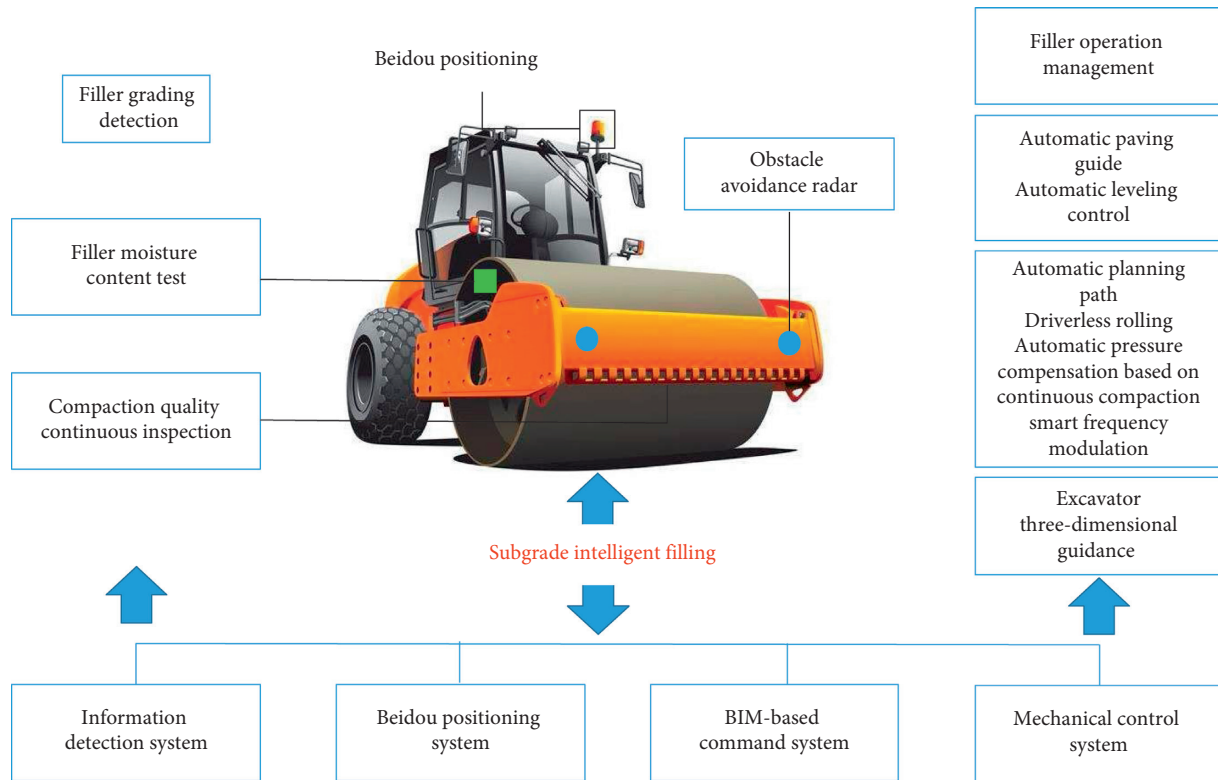 Beidou positioning
Filler grading
detection
Filler moisture
content test
Compaction quality
continuous inspection
Obstacle
avoidance radar
Filler operation
management
Automatic paving
guide
Automatic leveling
control
Automatic planning
path
Driverless rolling
Automatic pressure
compensation based on
continuous compaction
smart frequency
modulation
Excavator
three-dimensional
guidance
Subgrade intelligent filling
Information
detection system
Beidou positioning
system
BIM-based
command system
Mechanical control
system